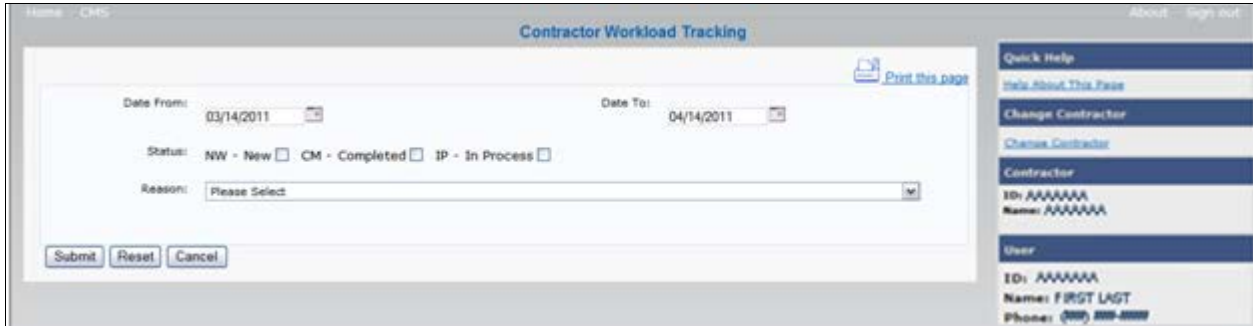 Home CMS
About Sign out
Contractor Workload Tracking
Print this page
Date From: 03/14/2011
Date To: 04/14/2011
Status: NW - New CM - Completed IP - In Process
Reason: Please Select
Submit Reset Cancel
Quick Help
Help About This Page
Change Contractor
Change Contractor
Contractor
ID: AAAAAAA
Name: AAAAAAA
User
ID: AAAAAAA
Name: FIRST LAST
Phone: